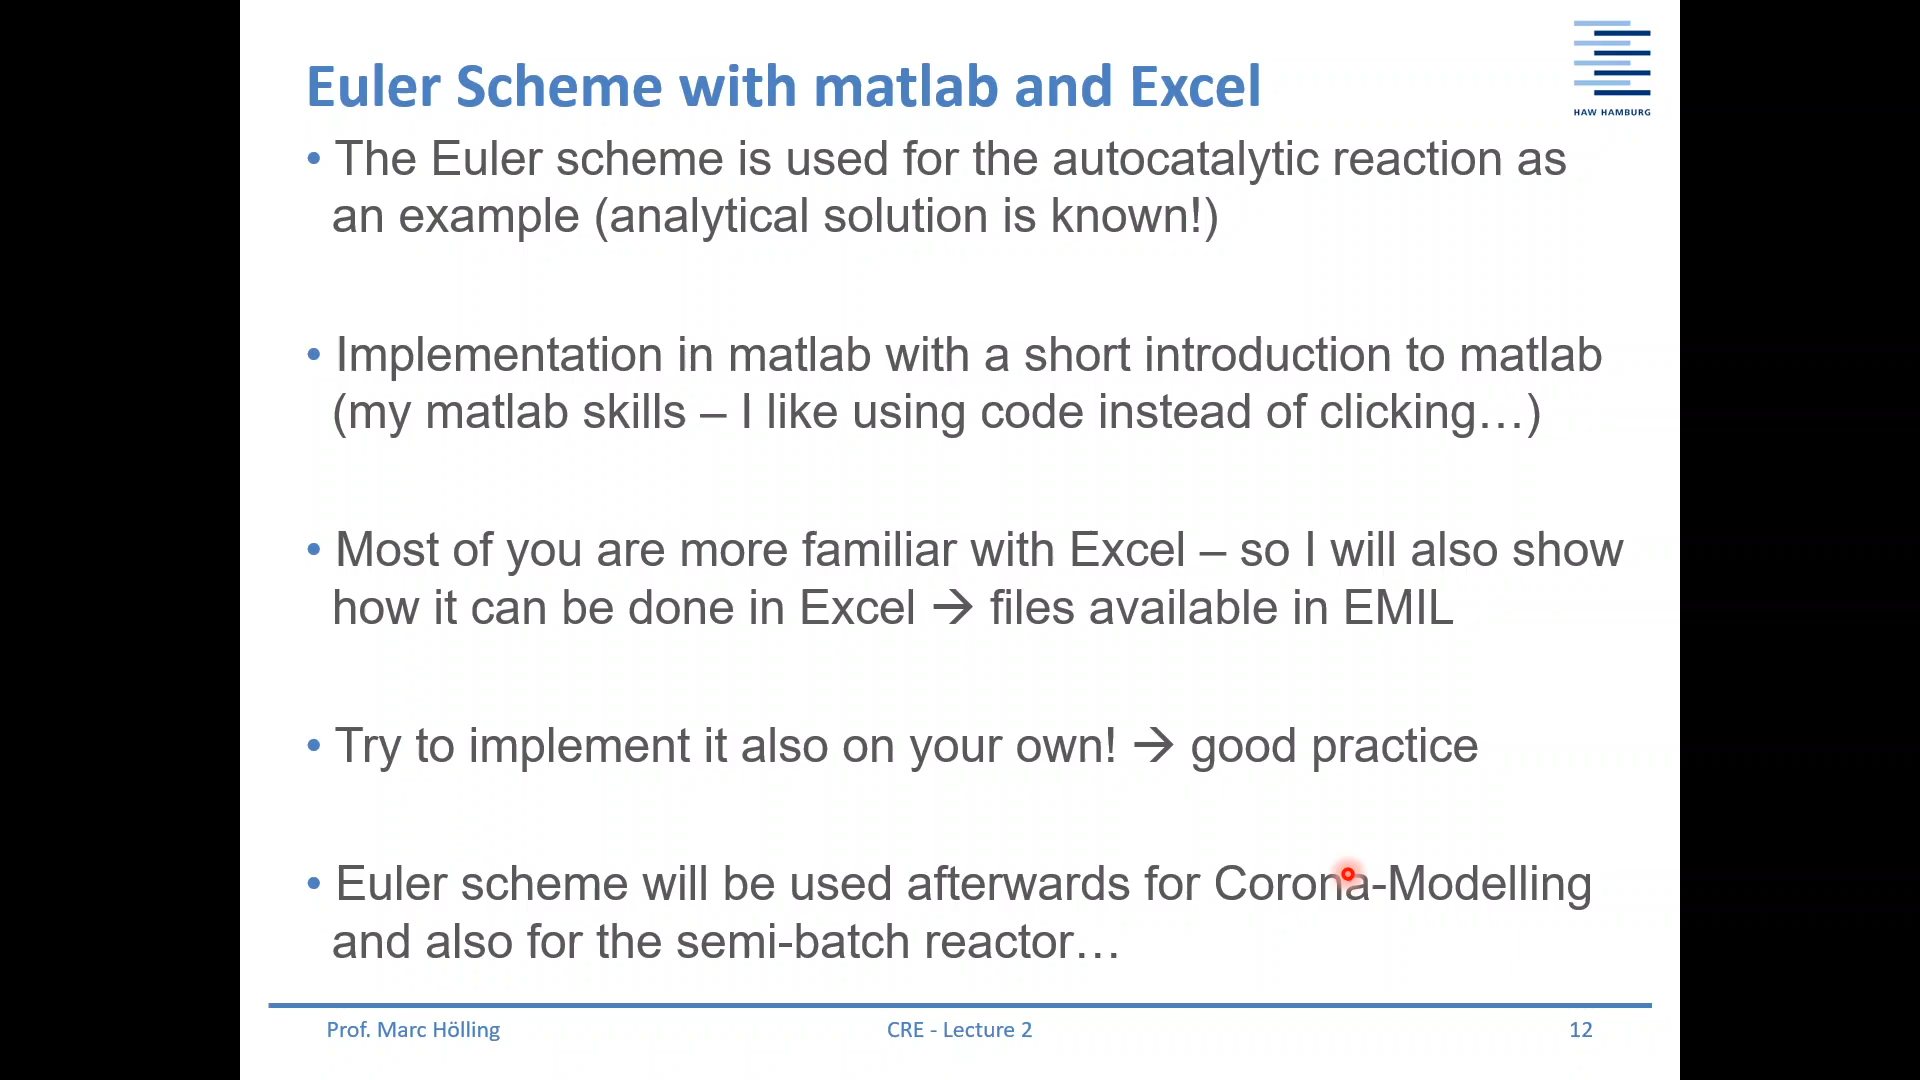 Euler Scheme with matlab and Excel
HAW HAMBURG
• The Euler scheme is used for the autocatalytic reaction as
an example (analytical solution is known!)
• Implementation in matlab with a short introduction to matlab
(my matlab skills – I like using code instead of clicking…)
• Most of you are more familiar with Excel – so I will also show
how it can be done in Excel → files available in EMIL
• Try to implement it also on your own! → good practice
• Euler scheme will be used afterwards for Corona-Modelling
and also for the semi-batch reactor…
Prof. Marc Hölling
CRE - Lecture 2
12